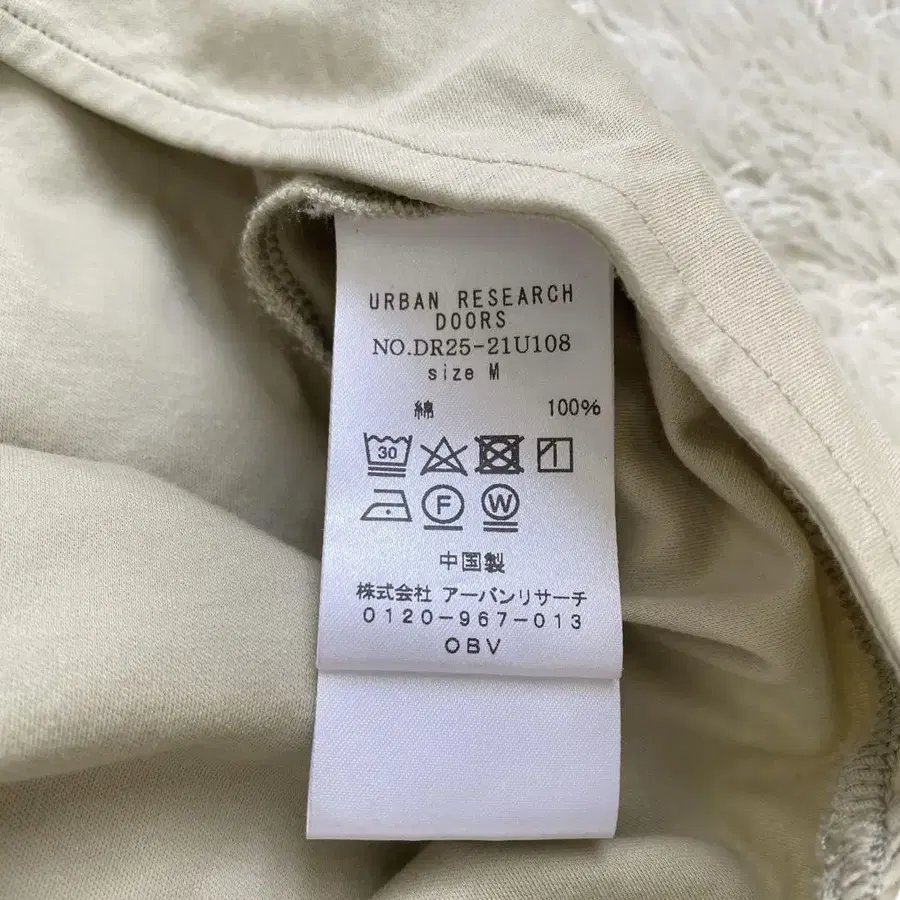 URBAN RESEARCH
DOORS
NO.DR25-21U108
size M
綿 100%
30
F W
中国製
株式会社 アーバンリサーチ
0120-967-013
OBV